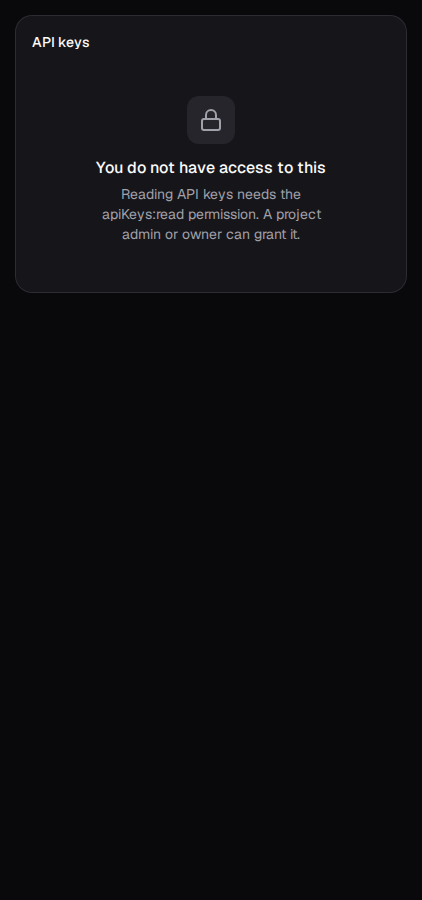 API keys
You do not have access to this
Reading API keys needs the
apiKeys:read permission. A project
admin or owner can grant it.